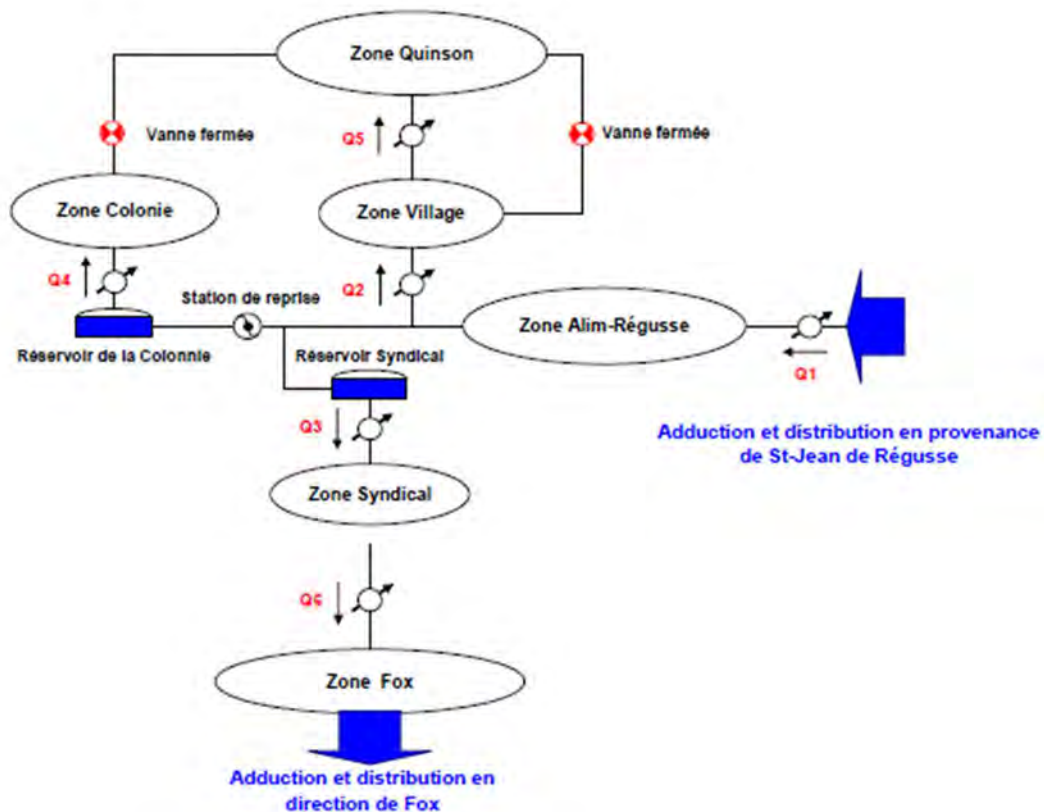 Zone Quinson
Vanne fermée
Q5
Vanne fermée
Zone Colonie
Zone Village
Q4
Station de reprise
Q2
Zone Alim-Régusse
Réservoir de la Colonnie
Réservoir Syndical
Q1
Q3
Adduction et distribution en provenance
de St-Jean de Régusse
Zone Syndical
Q6
Zone Fox
Adduction et distribution en
direction de Fox